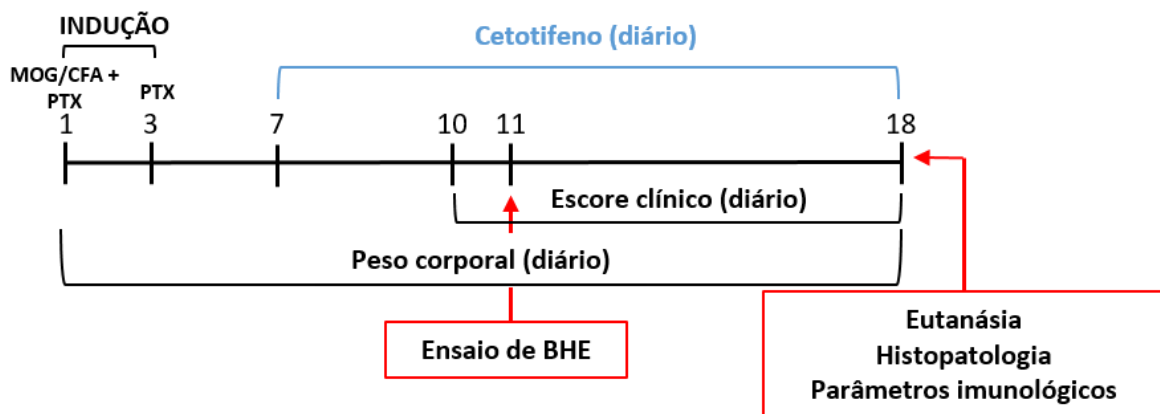 INDUÇÃO
Cetotifeno (diário)
MOG/CFA +
PTX
PTX
1
3
7
10
11
18
Escore clínico (diário)
Peso corporal (diário)
Ensaio de BHE
Eutanásia
Histopatologia
Parâmetros imunológicos